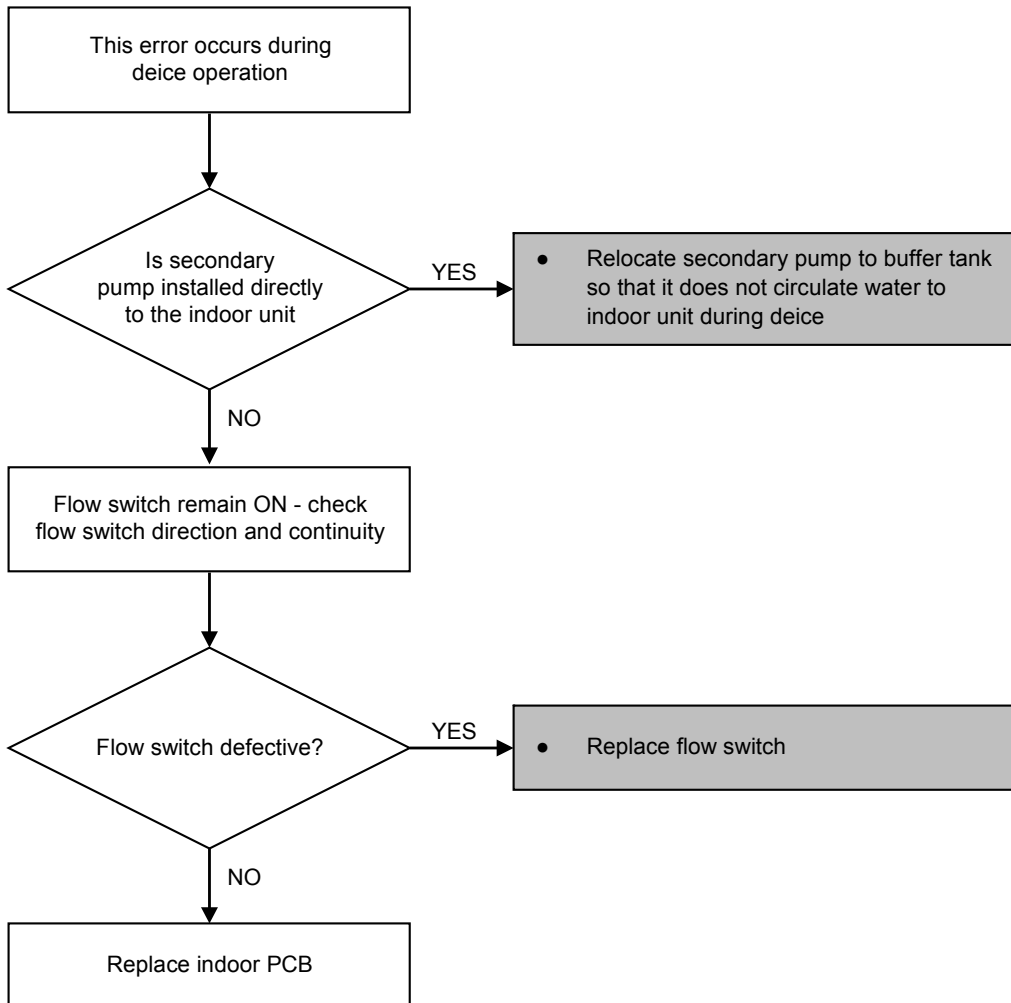 This error occurs during
deice operation
Is secondary
pump installed directly
to the indoor unit
YES
● Relocate secondary pump to buffer tank
so that it does not circulate water to
indoor unit during deice
NO
Flow switch remain ON - check
flow switch direction and continuity
Flow switch defective?
YES
● Replace flow switch
NO
Replace indoor PCB